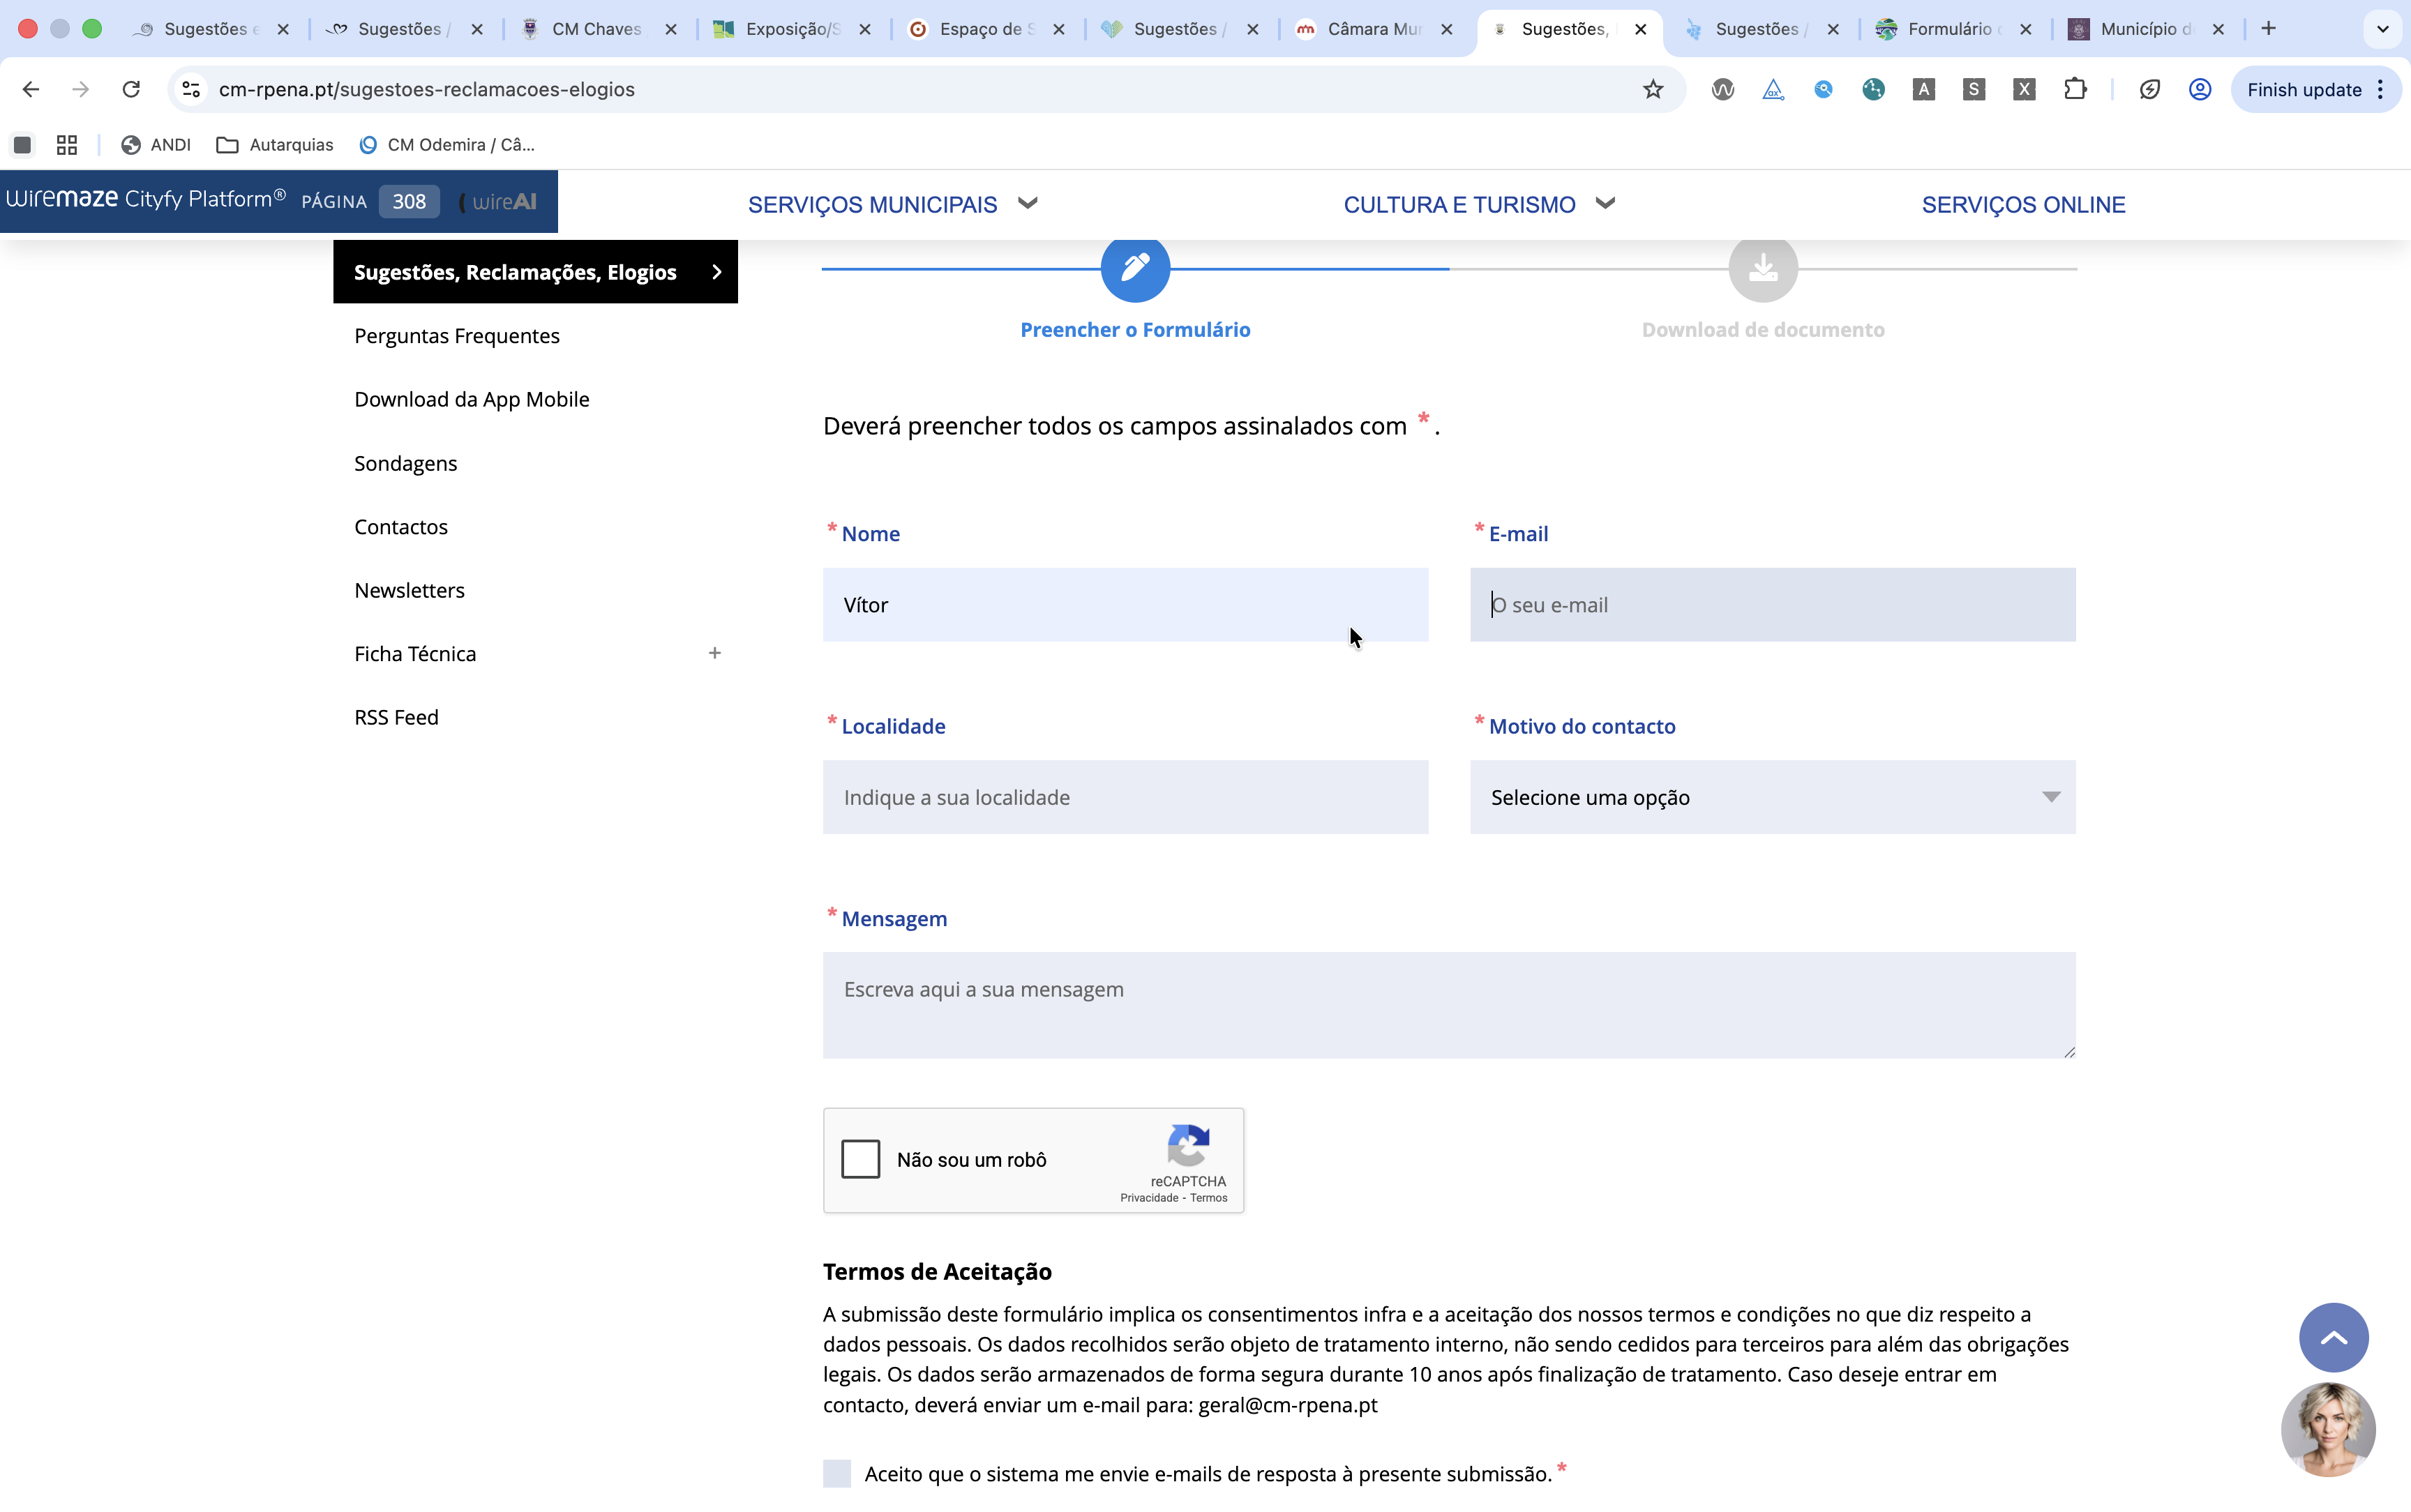 Sugestões e
Sugestões /
CM Chaves
Exposição/S
Espaço de S
Sugestões /
Câmara Mur
Sugestões,
Sugestões /
Formulário c
Município d
cm-rpena.pt/sugestoes-reclamacoes-elogios
A
S
X
Finish update
ANDI
Autarquias
CM Odemira / Câ...
wiremaze Cityfy Platform® PÁGINA 308 wireAI
SERVIÇOS MUNICIPAIS
CULTURA E TURISMO
SERVIÇOS ONLINE
Sugestões, Reclamações, Elogios
Perguntas Frequentes
Download da App Mobile
Sondagens
Contactos
Newsletters
Ficha Técnica +
RSS Feed
Preencher o Formulário
Download de documento
Deverá preencher todos os campos assinalados com * .
* Nome
Vítor
* E-mail
O seu e-mail
* Localidade
Indique a sua localidade
* Motivo do contacto
Selecione uma opção
* Mensagem
Escreva aqui a sua mensagem
Não sou um robô
reCAPTCHA
Privacidade - Termos
Termos de Aceitação
A submissão deste formulário implica os consentimentos infra e a aceitação dos nossos termos e condições no que diz respeito a
dados pessoais. Os dados recolhidos serão objeto de tratamento interno, não sendo cedidos para terceiros para além das obrigações
legais. Os dados serão armazenados de forma segura durante 10 anos após finalização de tratamento. Caso deseje entrar em
contacto, deverá enviar um e-mail para: geral@cm-rpena.pt
Aceito que o sistema me envie e-mails de resposta à presente submissão. *